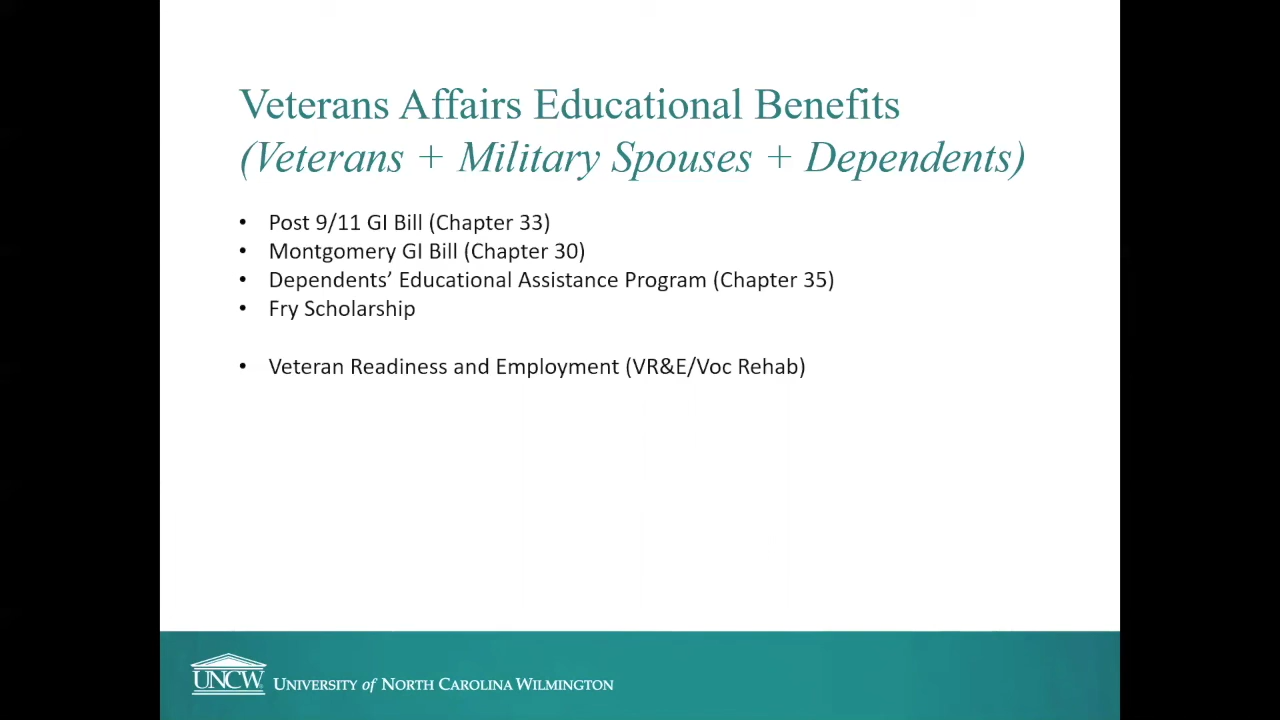 Veterans Affairs Educational Benefits
(Veterans + Military Spouses + Dependents)
• Post 9/11 GI Bill (Chapter 33)
• Montgomery GI Bill (Chapter 30)
• Dependents’ Educational Assistance Program (Chapter 35)
• Fry Scholarship
• Veteran Readiness and Employment (VR&E/Voc Rehab)
UNCW UNIVERSITY of NORTH CAROLINA WILMINGTON